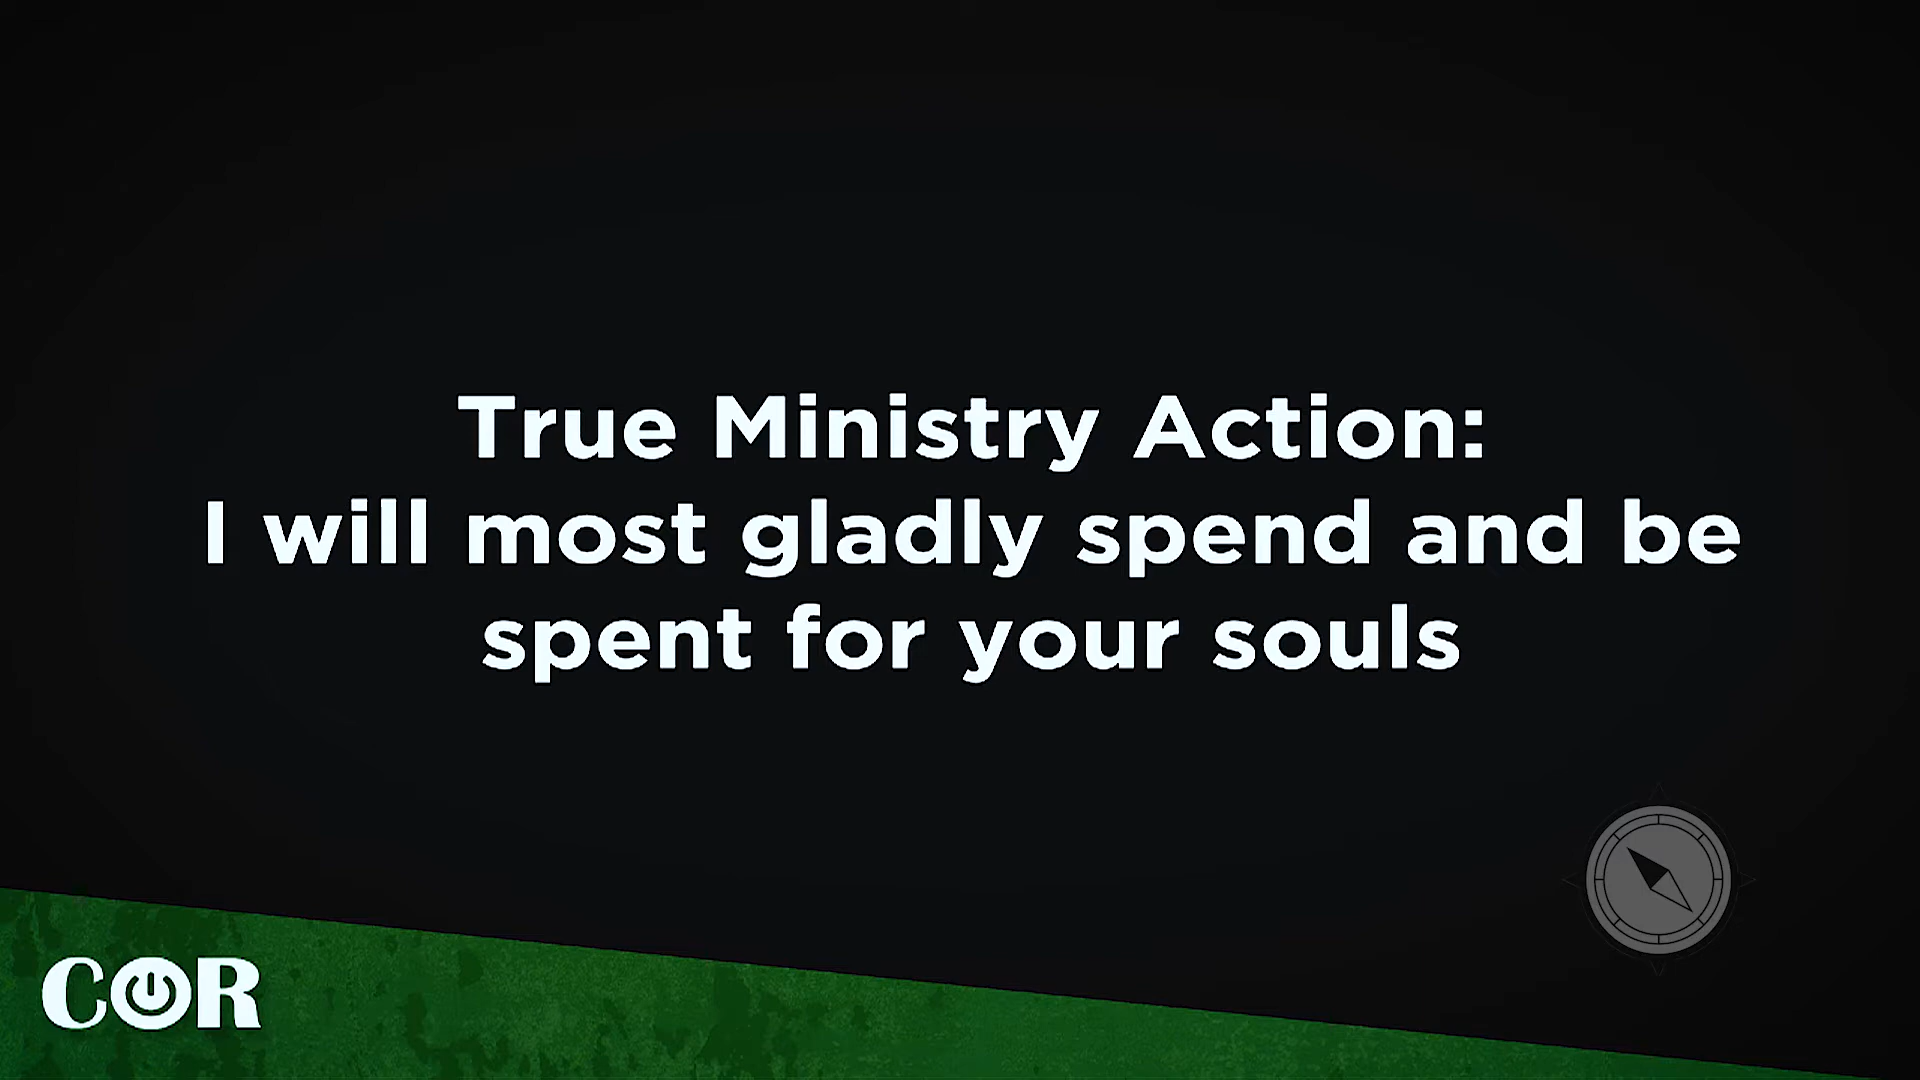 True Ministry Action:
I will most gladly spend and be
spent for your souls
COR